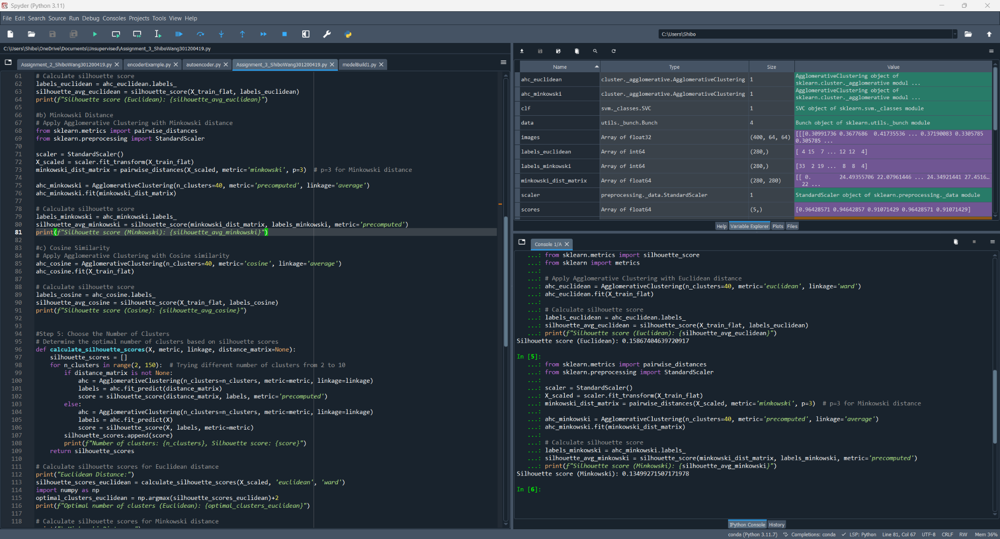 Spyder (Python 3.11)
File Edit Search Source Run Debug Consoles Projects Tools View Help
C:\Users\Shibo
C:\Users\Shibo\OneDrive\Documents\Unsupervised\Assignment_3_ShiboWang301200419.py
Assignment_2_ShiboWang301200419.py encoderExample.py autoencoder.py Assignment_3_ShiboWang301200419.py modelBuild1.py
61 # Calculate silhouette score
62 labels_euclidean = ahc_euclidean.labels_
63 silhouette_avg_euclidean = silhouette_score(X_train_flat, labels_euclidean)
64 print(f"Silhouette score (Euclidean): {silhouette_avg_euclidean}")
65
66 #b) Minkowski Distance
67 # Apply Agglomerative Clustering with Minkowski distance
68 from sklearn.metrics import pairwise_distances
69 from sklearn.preprocessing import StandardScaler
70
71 scaler = StandardScaler()
72 X_scaled = scaler.fit_transform(X_train_flat)
73 minkowski_dist_matrix = pairwise_distances(X_scaled, metric='minkowski', p=3)  # p=3 for Minkowski distance
74
75 ahc_minkowski = AgglomerativeClustering(n_clusters=40, metric='precomputed', linkage='average')
76 ahc_minkowski.fit(minkowski_dist_matrix)
77
78 # Calculate silhouette score
79 labels_minkowski = ahc_minkowski.labels_
80 silhouette_avg_minkowski = silhouette_score(minkowski_dist_matrix, labels_minkowski, metric='precomputed')
81 print(f"Silhouette score (Minkowski): {silhouette_avg_minkowski}")
82
83 #c) Cosine Similarity
84 # Apply Agglomerative Clustering with Cosine similarity
85 ahc_cosine = AgglomerativeClustering(n_clusters=40, metric='cosine', linkage='average')
86 ahc_cosine.fit(X_train_flat)
87
88 # Calculate silhouette score
89 labels_cosine = ahc_cosine.labels_
90 silhouette_avg_cosine = silhouette_score(X_train_flat, labels_cosine)
91 print(f"Silhouette score (Cosine): {silhouette_avg_cosine}")
92
93
94 #Step 5: Choose the Number of Clusters
95 # Determine the optimal number of clusters based on silhouette scores
96 def calculate_silhouette_scores(X, metric, linkage, distance_matrix=None):
97     silhouette_scores = []
98     for n_clusters in range(2, 150):  # Trying different number of clusters from 2 to 10
99         if distance_matrix is not None:
100             ahc = AgglomerativeClustering(n_clusters=n_clusters, metric=metric, linkage=linkage)
101             labels = ahc.fit_predict(distance_matrix)
102             score = silhouette_score(distance_matrix, labels, metric='precomputed')
103         else:
104             ahc = AgglomerativeClustering(n_clusters=n_clusters, metric=metric, linkage=linkage)
105             labels = ahc.fit_predict(X)
106             score = silhouette_score(X, labels, metric=metric)
107         silhouette_scores.append(score)
108         print(f"Number of clusters: {n_clusters}, Silhouette score: {score}")
109     return silhouette_scores
110
111 # Calculate silhouette scores for Euclidean distance
112 print("Euclidean Distance:")
113 silhouette_scores_euclidean = calculate_silhouette_scores(X_scaled, 'euclidean', 'ward')
114 import numpy as np
115 optimal_clusters_euclidean = np.argmax(silhouette_scores_euclidean)+2
116 print(f"Optimal number of clusters (Euclidean): {optimal_clusters_euclidean}")
117
118 # Calculate silhouette scores for Minkowski distance
Name Type Size Value
ahc_euclidean cluster._agglomerative.AgglomerativeClustering 1 AgglomerativeClustering object of
sklearn.cluster._agglomerative modul ...
ahc_minkowski cluster._agglomerative.AgglomerativeClustering 1 AgglomerativeClustering object of
sklearn.cluster._agglomerative modul ...
clf svm._classes.SVC 1 SVC object of sklearn.svm._classes module
data utils._bunch.Bunch 4 Bunch object of sklearn.utils._bunch module
images Array of float32 (400, 64, 64) [[[0.30991736 0.3677686  0.41735536 ... 0.37190083 0.3305785
0.305785 ...
labels_euclidean Array of int64 (280,) [ 4 15  7 ... 12 12  4]
labels_minkowski Array of int64 (280,) [33  2 19 ...  8  8  4]
minkowski_dist_matrix Array of float64 (280, 280) [[ 0.         24.49355706 22.07961446 ... 24.34921441 27.4516…
22 ...
scaler preprocessing._data.StandardScaler 1 StandardScaler object of sklearn.preprocessing._data module
scores Array of float64 (5,) [0.96428571 0.94642857 0.91071429 0.96428571 0.91071429]
Help Variable Explorer Plots Files
Console 1/A
...: from sklearn.metrics import silhouette_score
...: from sklearn import metrics
...:
...: # Apply Agglomerative Clustering with Euclidean distance
...: ahc_euclidean = AgglomerativeClustering(n_clusters=40, metric='euclidean', linkage='ward')
...: ahc_euclidean.fit(X_train_flat)
...:
...: # Calculate silhouette score
...: labels_euclidean = ahc_euclidean.labels_
...: silhouette_avg_euclidean = silhouette_score(X_train_flat, labels_euclidean)
...: print(f"Silhouette score (Euclidean): {silhouette_avg_euclidean}")
Silhouette score (Euclidean): 0.15867404639720917
In [5]:
...: from sklearn.metrics import pairwise_distances
...: from sklearn.preprocessing import StandardScaler
...:
...: scaler = StandardScaler()
...: X_scaled = scaler.fit_transform(X_train_flat)
...: minkowski_dist_matrix = pairwise_distances(X_scaled, metric='minkowski', p=3)  # p=3 for Minkowski distance
...:
...: ahc_minkowski = AgglomerativeClustering(n_clusters=40, metric='precomputed', linkage='average')
...: ahc_minkowski.fit(minkowski_dist_matrix)
...:
...: # Calculate silhouette score
...: labels_minkowski = ahc_minkowski.labels_
...: silhouette_avg_minkowski = silhouette_score(minkowski_dist_matrix, labels_minkowski, metric='precomputed')
...: print(f"Silhouette score (Minkowski): {silhouette_avg_minkowski}")
Silhouette score (Minkowski): 0.13499271507171978
In [6]:
IPython Console History
conda (Python 3.11.7) Completions: conda LSP: Python Line 81, Col 67 UTF-8 CRLF RW Mem 36%